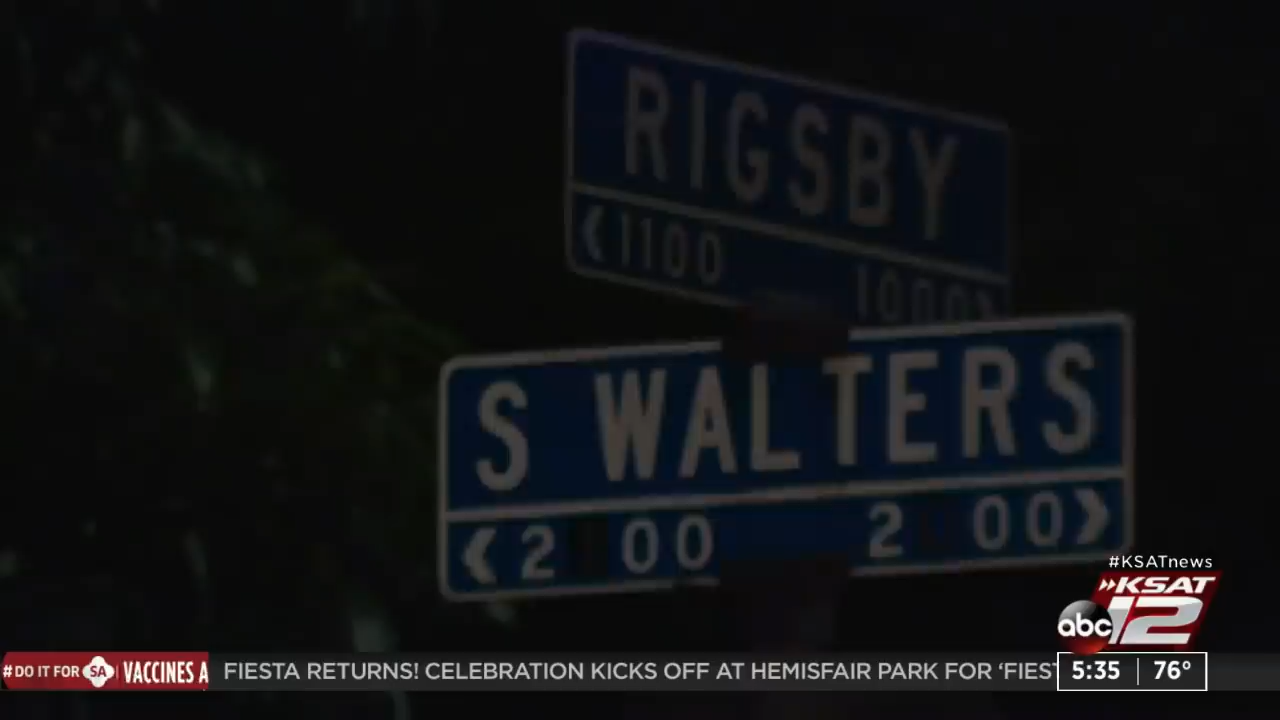 RIGSBY
<1100 1000>
S WALTERS
<2 00 2 00>
#KSATnews
KSAT
abc 12
#DO IT FOR SA VACCINES A
FIESTA RETURNS! CELEBRATION KICKS OFF AT HEMISFAIR PARK FOR ‘FIES
5:35 76°